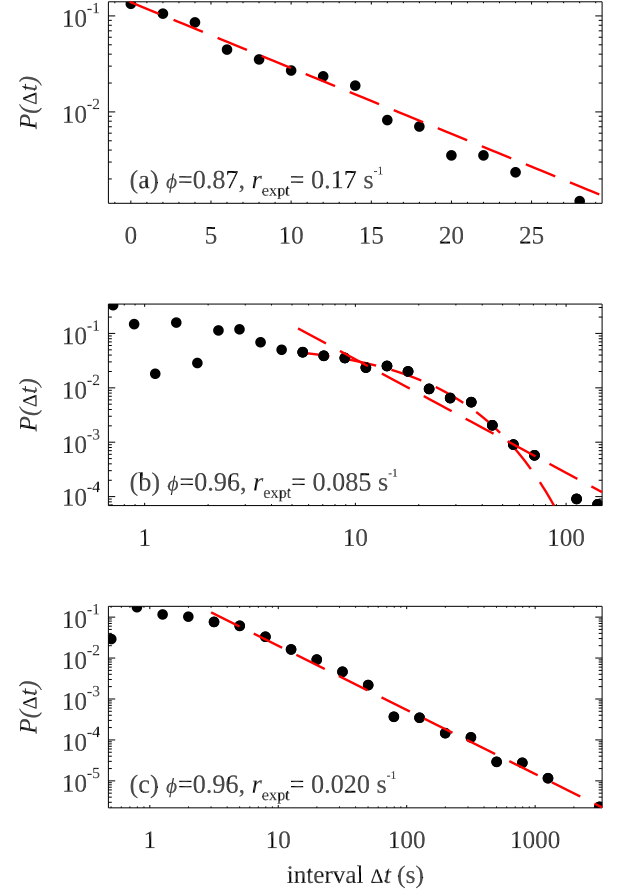 10⁻¹
10⁻²
P(Δt)
(a) ϕ=0.87, r_expt= 0.17 s⁻¹
0 5 10 15 20 25
10⁻¹
10⁻²
10⁻³
10⁻⁴
P(Δt)
(b) ϕ=0.96, r_expt= 0.085 s⁻¹
1 10 100
10⁻¹
10⁻²
10⁻³
10⁻⁴
10⁻⁵
P(Δt)
(c) ϕ=0.96, r_expt= 0.020 s⁻¹
1 10 100 1000
interval Δt (s)